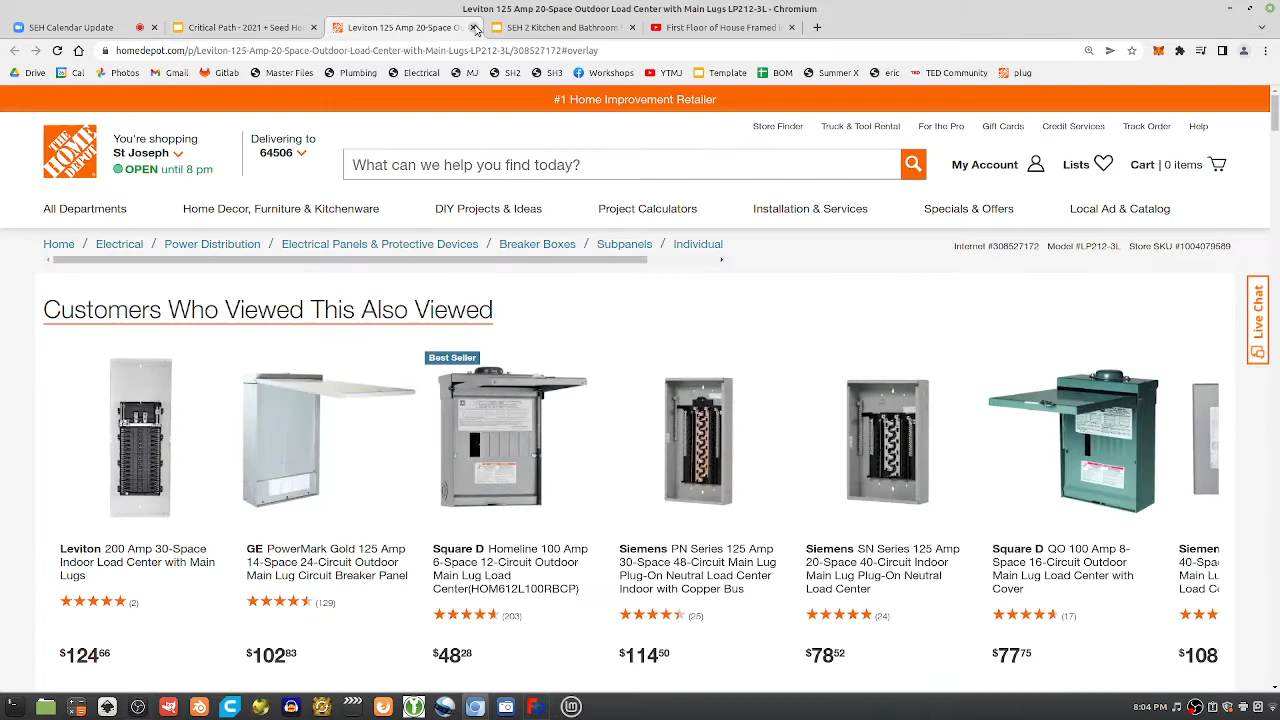 Leviton 125 Amp 20-Space Outdoor Load Center with Main Lugs LP212-3L - Chromium
SEH Calendar Update
Critical Path - 2021 + Seed Ho
Leviton 125 Amp 20-Space Ou
SEH 2 Kitchen and Bathroom
First Floor of House Framed i
homedepot.com/p/Leviton-125-Amp-20-Space-Outdoor-Load-Center-with-Main-Lugs-LP212-3L/308527172#overlay
Drive Cal Photos Gmail Gitlab Master Files Plumbing Electrical MJ SH2 SH3 Workshops YTMJ Template BOM Summer X eric TED Community plug
#1 Home Improvement Retailer
Store Finder Truck & Tool Rental For the Pro Gift Cards Credit Services Track Order Help
THE HOME DEPOT
You're shopping
St Joseph
OPEN until 8 pm
Delivering to
64506
What can we help you find today?
My Account Lists Cart | 0 items
All Departments Home Decor, Furniture & Kitchenware DIY Projects & Ideas Project Calculators Installation & Services Specials & Offers Local Ad & Catalog
Home / Electrical / Power Distribution / Electrical Panels & Protective Devices / Breaker Boxes / Subpanels / Individual
Internet #308527172 Model #LP212-3L Store SKU #1004079589
Live Chat
Customers Who Viewed This Also Viewed
Best Seller
Leviton 200 Amp 30-Space
Indoor Load Center with Main
Lugs
(2)
$124 66
GE PowerMark Gold 125 Amp
14-Space 24-Circuit Outdoor
Main Lug Circuit Breaker Panel
(129)
$102 83
Square D Homeline 100 Amp
6-Space 12-Circuit Outdoor
Main Lug Load
Center(HOM612L100RBCP)
(203)
$48 28
Siemens PN Series 125 Amp
30-Space 48-Circuit Main Lug
Plug-On Neutral Load Center
Indoor with Copper Bus
(25)
$114 50
Siemens SN Series 125 Amp
20-Space 40-Circuit Indoor
Main Lug Plug-On Neutral
Load Center
(24)
$78 52
Square D QO 100 Amp 8-
Space 16-Circuit Outdoor
Main Lug Load Center with
Cover
(17)
$77 75
Siemen
40-Spa
Main Lu
Load C
$108
8:04 PM